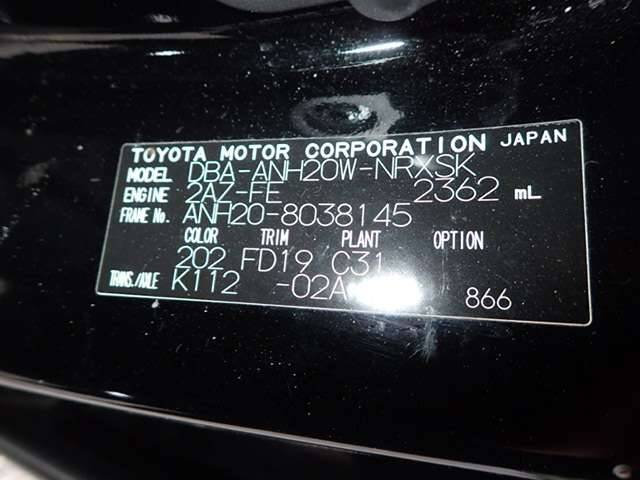 TOYOTA MOTOR CORPORATION JAPAN
MODEL DBA-ANH20W-NRXSK
ENGINE 2AZ-FE 2362 mL
FRAME No. ANH20-8038145
COLOR TRIM PLANT OPTION
202 FD19 C31
TRANS./AXLE K112 -02A
866